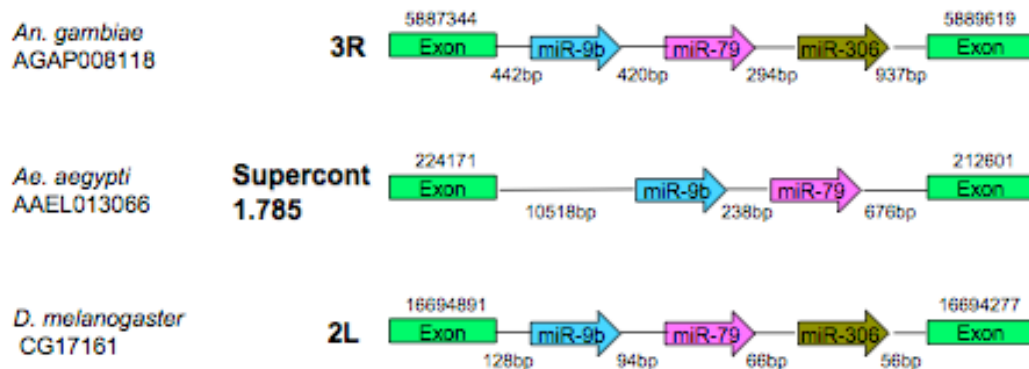 5887344 5889619
An. gambiae 3R Exon miR-9b miR-79 miR-306 Exon
AGAP008118
442bp 420bp 294bp 937bp
224171 212601
Ae. aegypti Supercont Exon miR-9b miR-79 Exon
AAEL013066 1.785
10518bp 238bp 676bp
16694891 16694277
D. melanogaster 2L Exon miR-9b miR-79 miR-306 Exon
CG17161
128bp 94bp 66bp 56bp